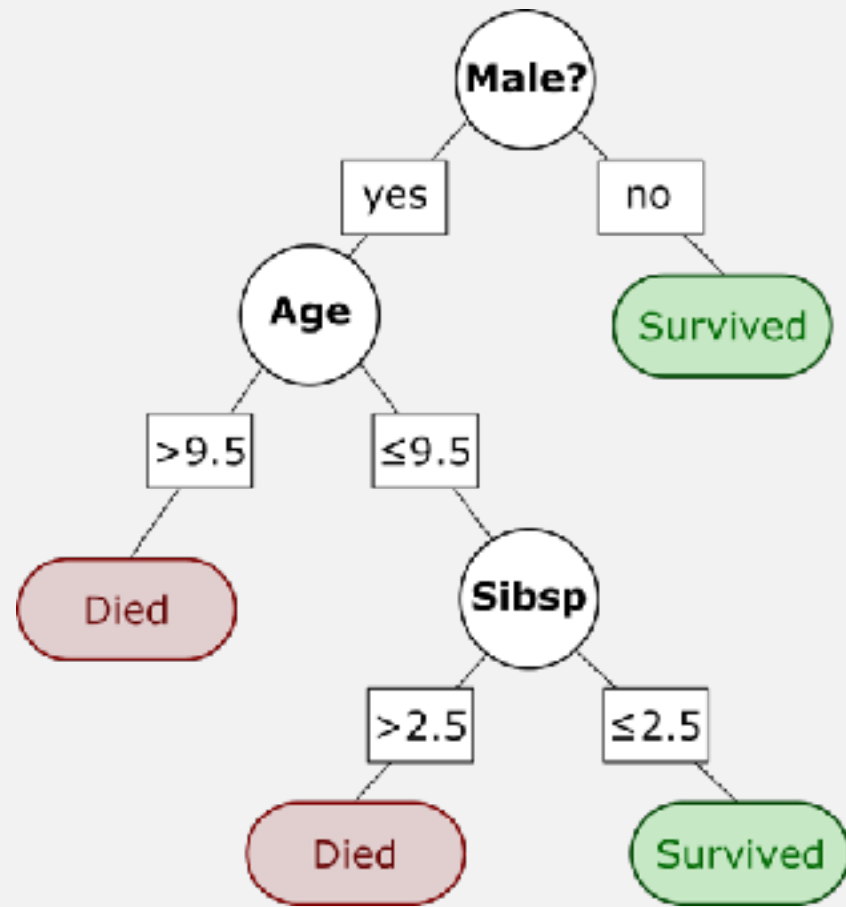 Male?
yes
no
Age
Survived
>9.5
≤9.5
Died
Sibsp
>2.5
≤2.5
Died
Survived